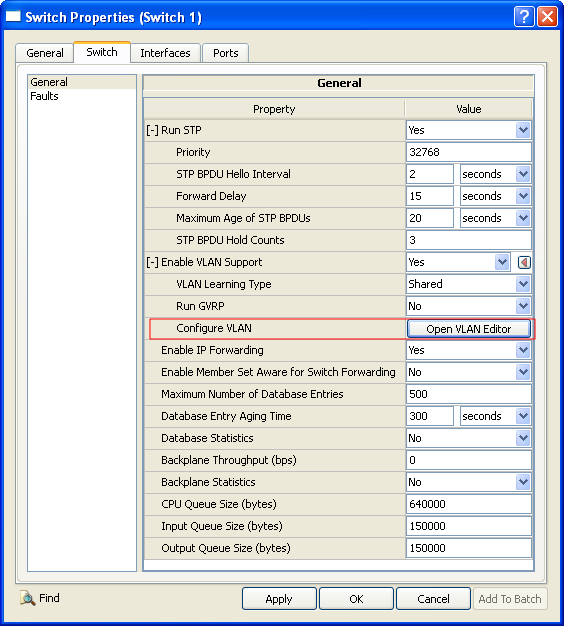 Switch Properties (Switch 1)
General Switch Interfaces Ports
General
Faults
General
Property Value
[-] Run STP Yes
Priority 32768
STP BPDU Hello Interval 2 seconds
Forward Delay 15 seconds
Maximum Age of STP BPDUs 20 seconds
STP BPDU Hold Counts 3
[-] Enable VLAN Support Yes
VLAN Learning Type Shared
Run GVRP No
Configure VLAN Open VLAN Editor
Enable IP Forwarding Yes
Enable Member Set Aware for Switch Forwarding No
Maximum Number of Database Entries 500
Database Entry Aging Time 300 seconds
Database Statistics No
Backplane Throughput (bps) 0
Backplane Statistics No
CPU Queue Size (bytes) 640000
Input Queue Size (bytes) 150000
Output Queue Size (bytes) 150000
Find Apply OK Cancel Add To Batch